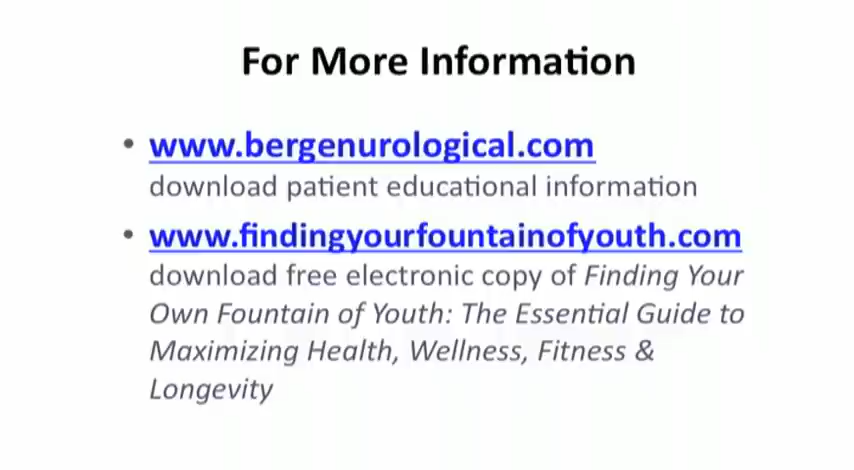 For More Information
• www.bergenurological.com
download patient educational information
• www.findingyourfountainofyouth.com
download free electronic copy of Finding Your
Own Fountain of Youth: The Essential Guide to
Maximizing Health, Wellness, Fitness &
Longevity